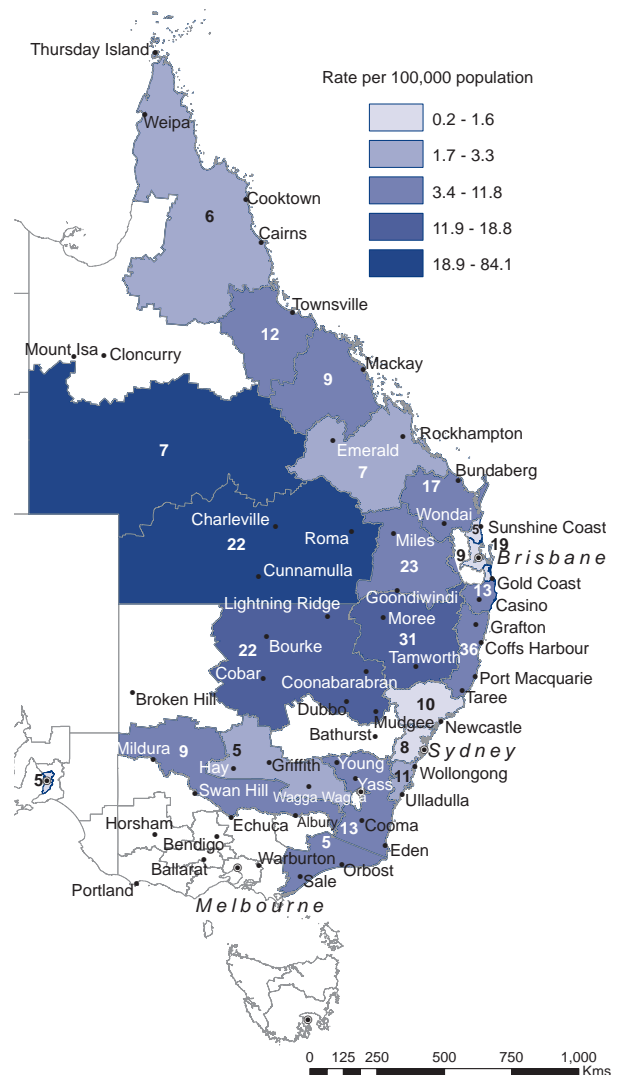 Thursday Island
Rate per 100,000 population
0.2 - 1.6
Weipa
1.7 - 3.3
3.4 - 11.8
Cooktown
6
11.9 - 18.8
Cairns
18.9 - 84.1
Townsville
12
Mount Isa
Cloncurry
Mackay
9
Rockhampton
7
Emerald
7
Bundaberg
17
Wondai
Charleville
5
Sunshine Coast
22
Roma
Miles
9
19
Brisbane
23
Cunnamulla
Gold Coast
Goondiwindi
13
Lightning Ridge
Moree
Casino
31
Grafton
22
Bourke
36
Coffs Harbour
Tamworth
Cobar
Coonabarabran
Port Macquarie
Broken Hill
10
Taree
Dubbo
Mudgee
Newcastle
Bathurst
Mildura
9
5
8
Sydney
Hay
Griffith
Young
5
11
Wollongong
Swan Hill
Wagga Wagga
Yass
Ulladulla
Horsham
Echuca
Albury
13
Cooma
Bendigo
5
Eden
Ballarat
Warburton
Orbost
Portland
Sale
Melbourne
0 125 250 500 750 1,000
Kms